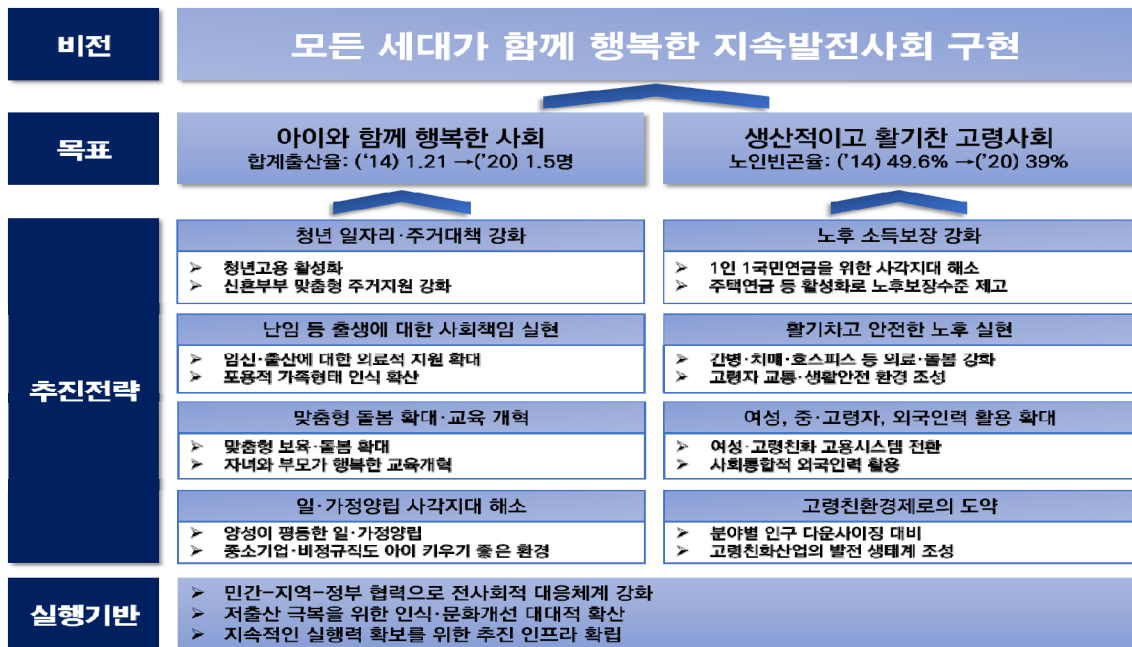 비전
모든 세대가 함께 행복한 지속발전사회 구현
목표
아이와 함께 행복한 사회
합계출산율: (‘14) 1.21 →(’20) 1.5명
생산적이고 활기찬 고령사회
노인빈곤율: (’14) 49.6% →(’20) 39%
추진전략
청년 일자리·주거대책 강화
➢ 청년고용 활성화
➢ 신혼부부 맞춤형 주거지원 강화
난임 등 출생에 대한 사회책임 실현
➢ 임신·출산에 대한 의료적 지원 확대
➢ 포용적 가족형태 인식 확산
맞춤형 돌봄 확대·교육 개혁
➢ 맞춤형 보육·돌봄 확대
➢ 자녀와 부모가 행복한 교육개혁
일·가정양립 사각지대 해소
➢ 양성이 평등한 일·가정양립
➢ 중소기업·비정규직도 아이 키우기 좋은 환경
노후 소득보장 강화
➢ 1인 1국민연금을 위한 사각지대 해소
➢ 주택연금 등 활성화로 노후보장수준 제고
활기차고 안전한 노후 실현
➢ 간병·치매·호스피스 등 의료·돌봄 강화
➢ 고령자 교통·생활안전 환경 조성
여성, 중·고령자, 외국인력 활용 확대
➢ 여성·고령친화 고용시스템 전환
➢ 사회통합적 외국인력 활용
고령친환경제로의 도약
➢ 분야별 인구 다운사이징 대비
➢ 고령친화산업의 발전 생태계 조성
실행기반
➢ 민간-지역-정부 협력으로 전사회적 대응체계 강화
➢ 저출산 극복을 위한 인식·문화개선 대대적 확산
➢ 지속적인 실행력 확보를 위한 추진 인프라 확립